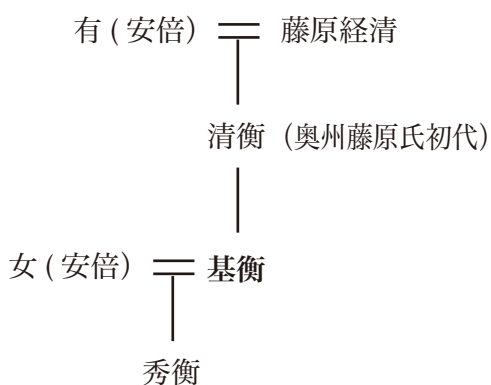 有 ( 安倍） 藤原経清
清衡（奥州藤原氏初代）
女 ( 安倍） 基衡
秀衡